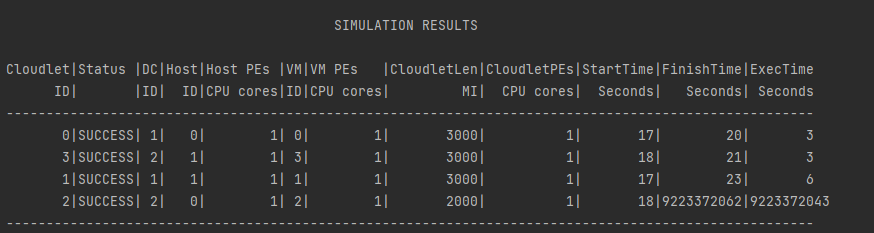 SIMULATION RESULTS
Cloudlet|Status |DC|Host|Host PEs |VM|VM PEs   |CloudletLen|CloudletPEs|StartTime|FinishTime|ExecTime
      ID|       |ID|  ID|CPU cores|ID|CPU cores|         MI|  CPU cores|  Seconds|   Seconds| Seconds
-----------------------------------------------------------------------------------------------------
       0|SUCCESS| 1|   0|        1| 0|        1|       3000|          1|       17|        20|       3
       3|SUCCESS| 2|   1|        1| 3|        1|       3000|          1|       18|        21|       3
       1|SUCCESS| 1|   1|        1| 1|        1|       3000|          1|       17|        23|       6
       2|SUCCESS| 2|   0|        1| 2|        1|       2000|          1|       18|9223372062|9223372043
-----------------------------------------------------------------------------------------------------